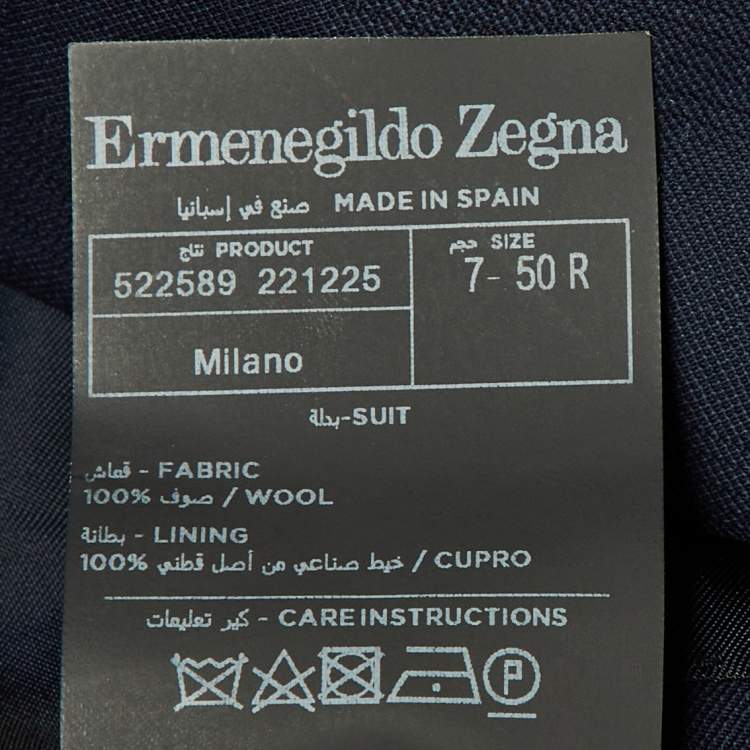 Ermenegildo Zegna
صنع في إسبانيا MADE IN SPAIN
نتاج PRODUCT
522589 221225
حجم SIZE
7- 50 R
Milano
بدلة-SUIT
قماش - FABRIC
100% صوف / WOOL
بطانة - LINING
100% خيط صناعي من أصل قطني / CUPRO
كير تعليمات - CARE INSTRUCTIONS
P